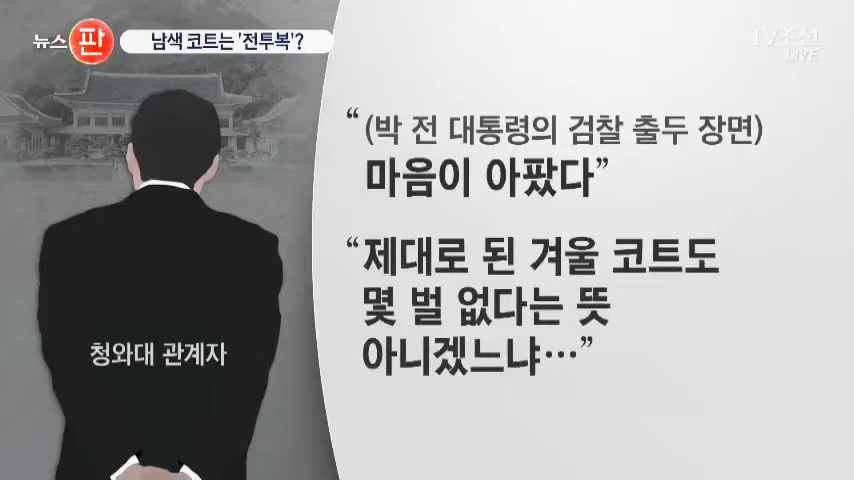 뉴스 판 남색 코트는 '전투복'?
TV조선
LIVE
“(박 전 대통령의 검찰 출두 장면)
마음이 아팠다”
“제대로 된 겨울 코트도
몇 벌 없다는 뜻
아니겠느냐…”
청와대 관계자